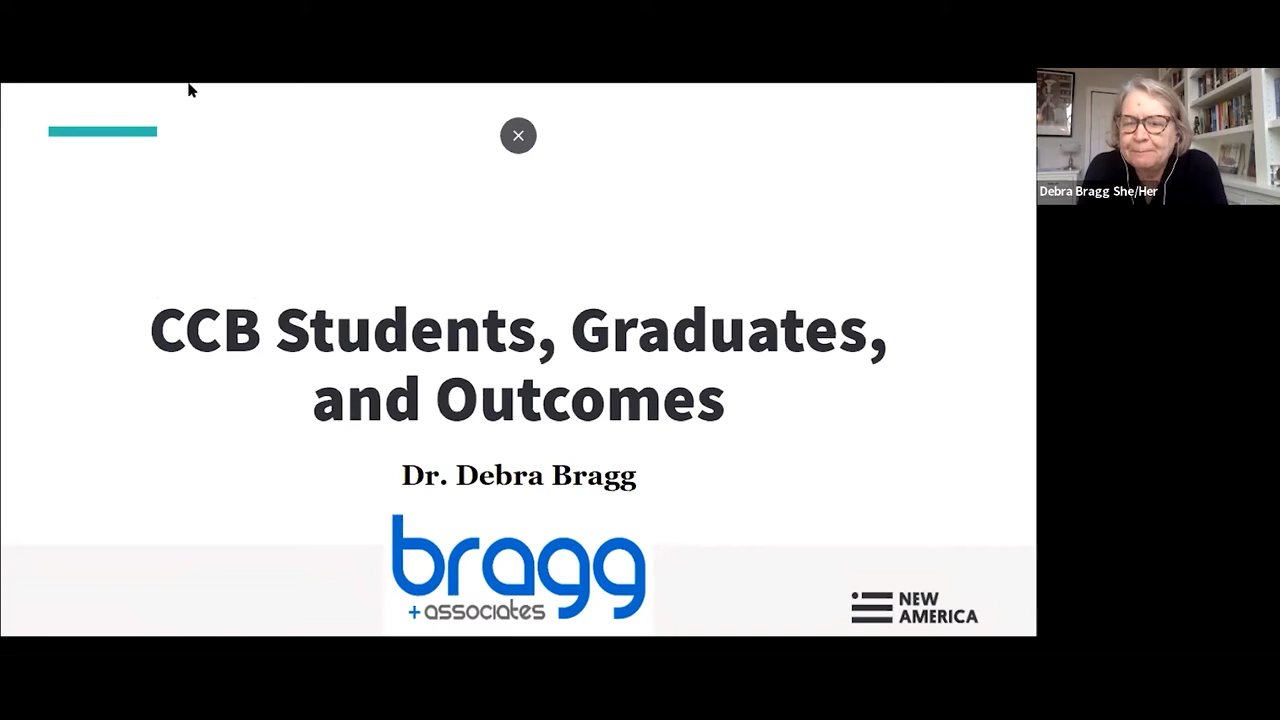 CCB Students, Graduates,
and Outcomes
Dr. Debra Bragg
bragg
+associates
NEW
AMERICA
Debra Bragg She/Her